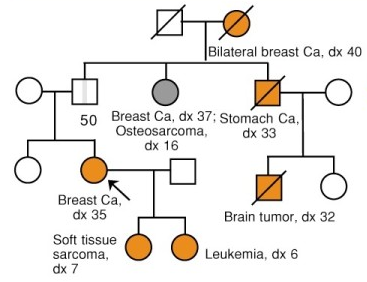 Bilateral breast Ca, dx 40
50
Breast Ca, dx 37;
Osteosarcoma,
dx 16
Stomach Ca,
dx 33
Breast Ca,
dx 35
Brain tumor, dx 32
Soft tissue
sarcoma,
dx 7
Leukemia, dx 6